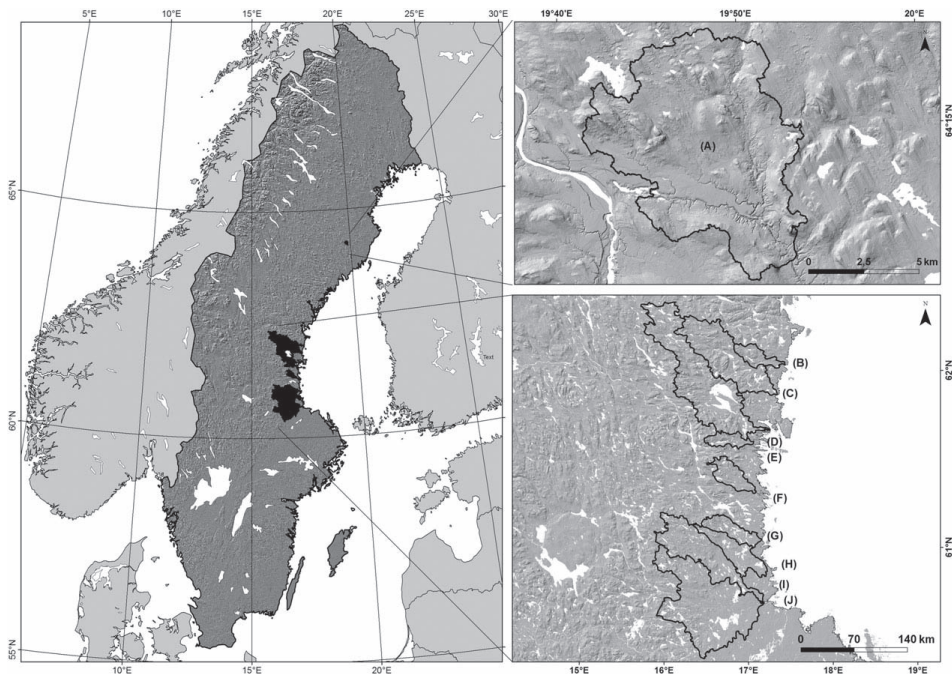 5°E 10°E 15°E 20°E 25°E 30°E
65°N
60°N
55°N
Text
10°E 15°E 20°E
19°40'E 19°50'E 20°E
64°15'N
(A)
0 2,5 5 km
N
(B)
62°N
(C)
(D)
(E)
(F)
(G)
61°N
(H)
(I)
(J)
0 70 140 km
15°E 16°E 17°E 18°E 19°E